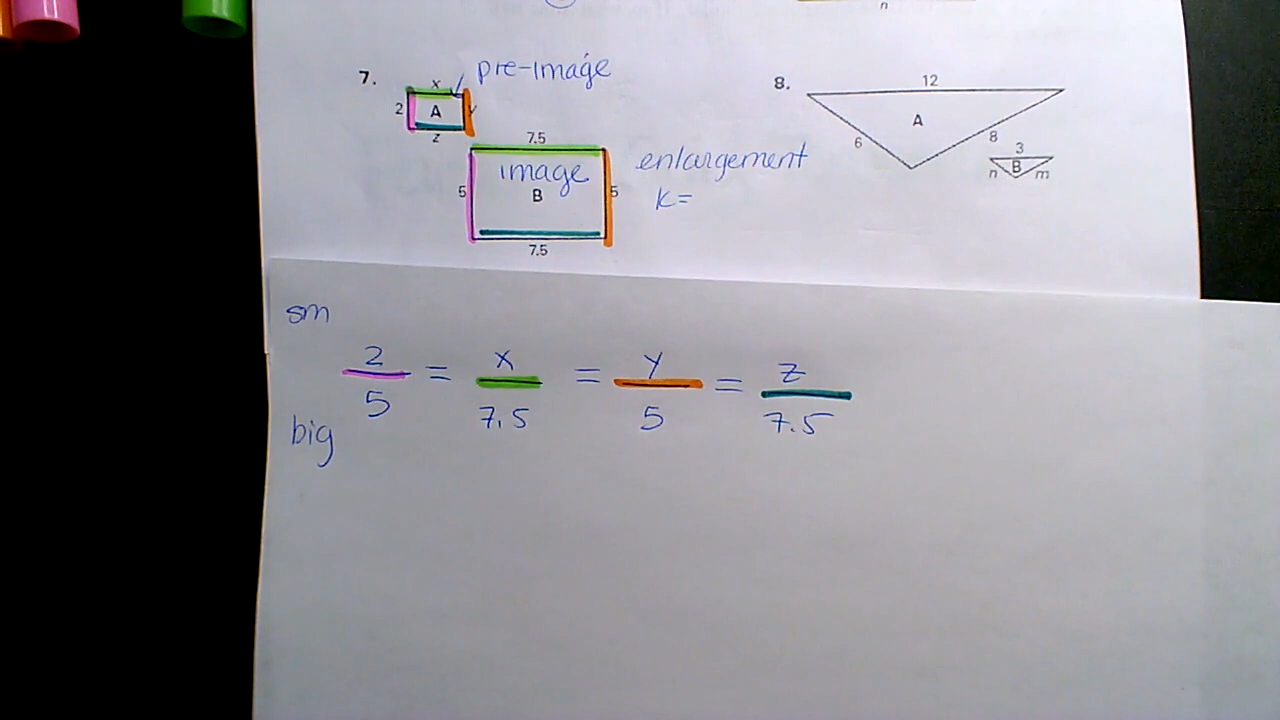 n
7.
pre-image
x
2
A
y
z
7.5
image
5
B
5
7.5
enlargement
k=
8.
12
A
6
8
3
B
n
m
sm
2/5 = x/7.5 = y/5 = z/7.5
big